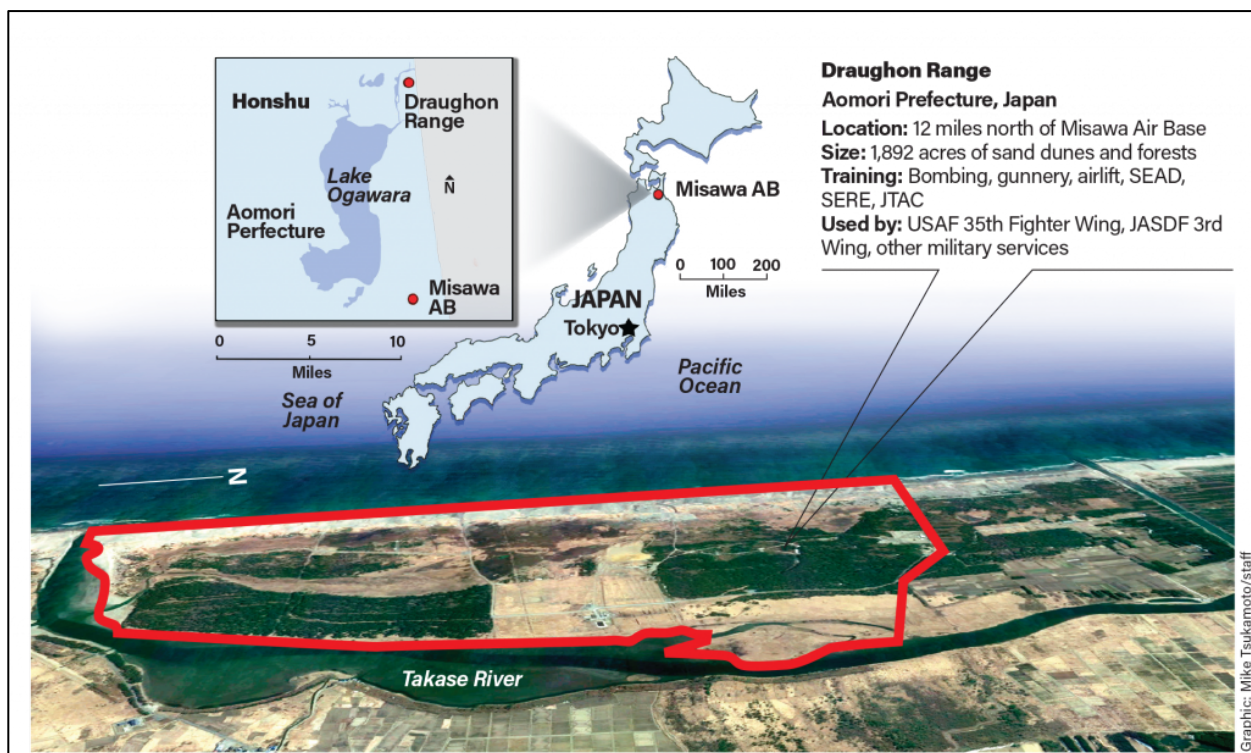 Honshu
Draughon
Range
Lake
Ogawara
N
Aomori
Perfecture
Misawa
AB
0 5 10
Miles
Misawa AB
0 100 200
Miles
JAPAN
Tokyo
Sea of
Japan
Pacific
Ocean
Draughon Range
Aomori Prefecture, Japan
Location: 12 miles north of Misawa Air Base
Size: 1,892 acres of sand dunes and forests
Training: Bombing, gunnery, airlift, SEAD,
SERE, JTAC
Used by: USAF 35th Fighter Wing, JASDF 3rd
Wing, other military services
N
Takase River
Graphic: Mike Tsukamoto/staff